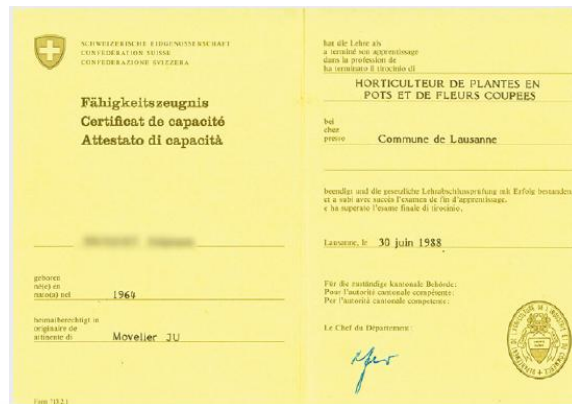 SCHWEIZERISCHE EIDGENOSSENSCHAFT
CONFEDERATION SUISSE
CONFEDERAZIONE SVIZZERA
Fähigkeitszeugnis
Certificat de capacité
Attestato di capacità
geboren
né(e) en
nato(a) nel 1964
heimatberechtigt in
originaire de
attinente di Movelier JU
hat die Lehre als
a terminé son apprentissage
dans la profession de
ha terminato il tirocinio di
HORTICULTEUR DE PLANTES EN
POTS ET DE FLEURS COUPEES
bei
chez
presso Commune de Lausanne
beendigt und die gesetzliche Lehrabschlussprüfung mit Erfolg bestanden
et a subi avec succès l'examen de fin d'apprentissage.
e ha superato l'esame finale di tirocinio.
Lausanne, le 30 juin 1988
Für die zuständige kantonale Behörde:
Pour l'autorité cantonale compétente:
Per l'autorità cantonale competente:
Le Chef du Département: